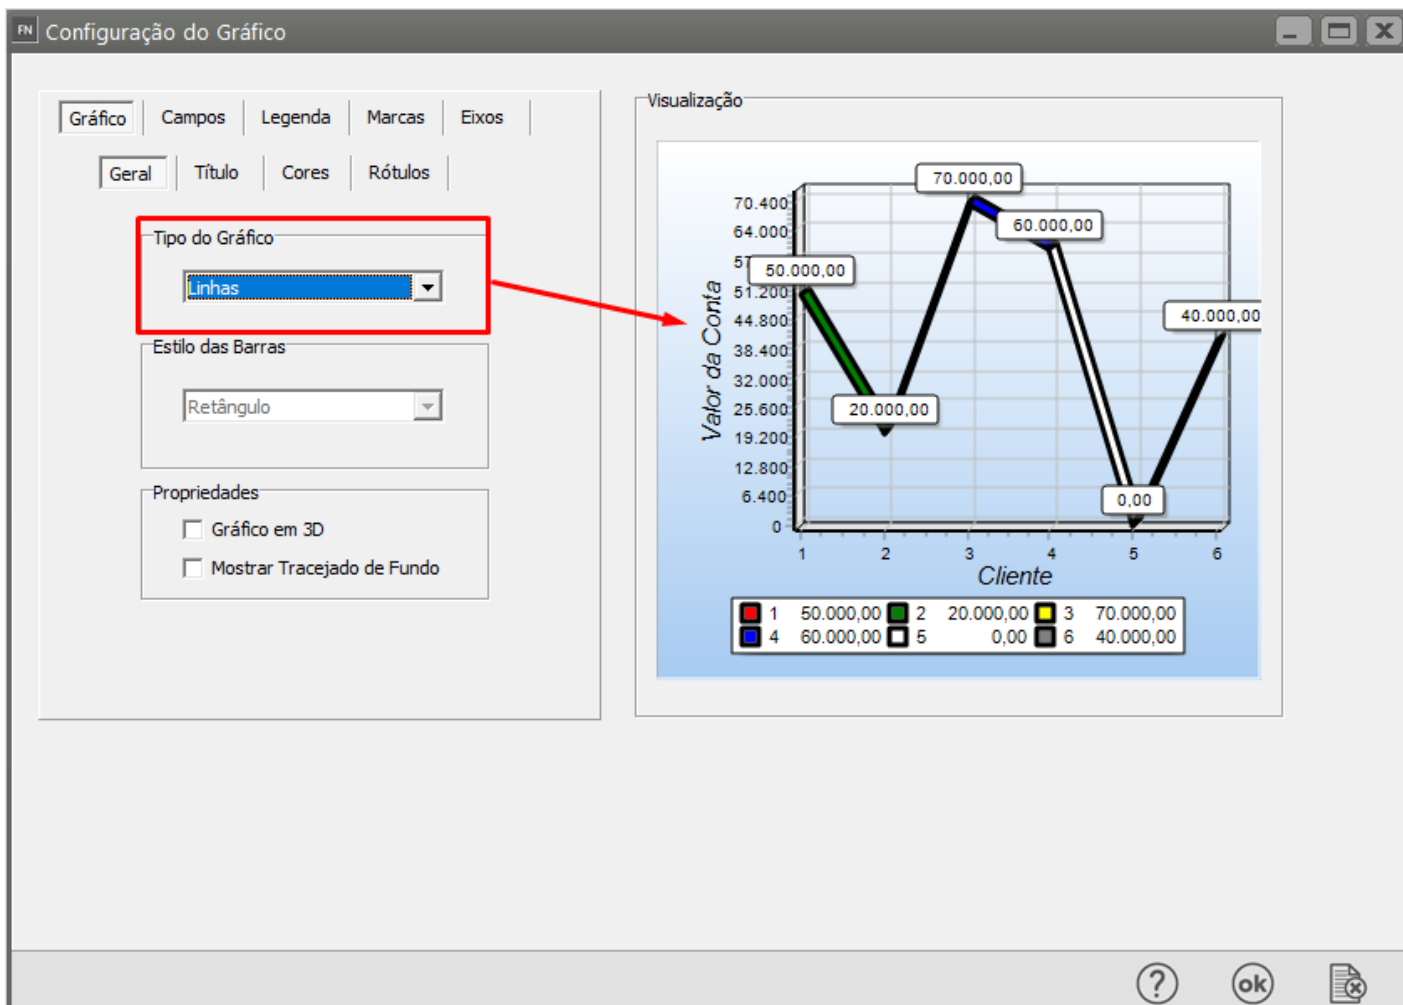 FN Configuração do Gráfico
Gráfico Campos Legenda Marcas Eixos
Geral Título Cores Rótulos
Tipo do Gráfico
Linhas
Estilo das Barras
Retângulo
Propriedades
Gráfico em 3D
Mostrar Tracejado de Fundo
Visualização
70.400
64.000
51.200
44.800
38.400
32.000
25.600
19.200
12.800
6.400
0
Valor da Conta
50.000,00
20.000,00
70.000,00
60.000,00
0,00
40.000,00
1 2 3 4 5 6
Cliente
1 50.000,00 2 20.000,00 3 70.000,00
4 60.000,00 5 0,00 6 40.000,00
? ok